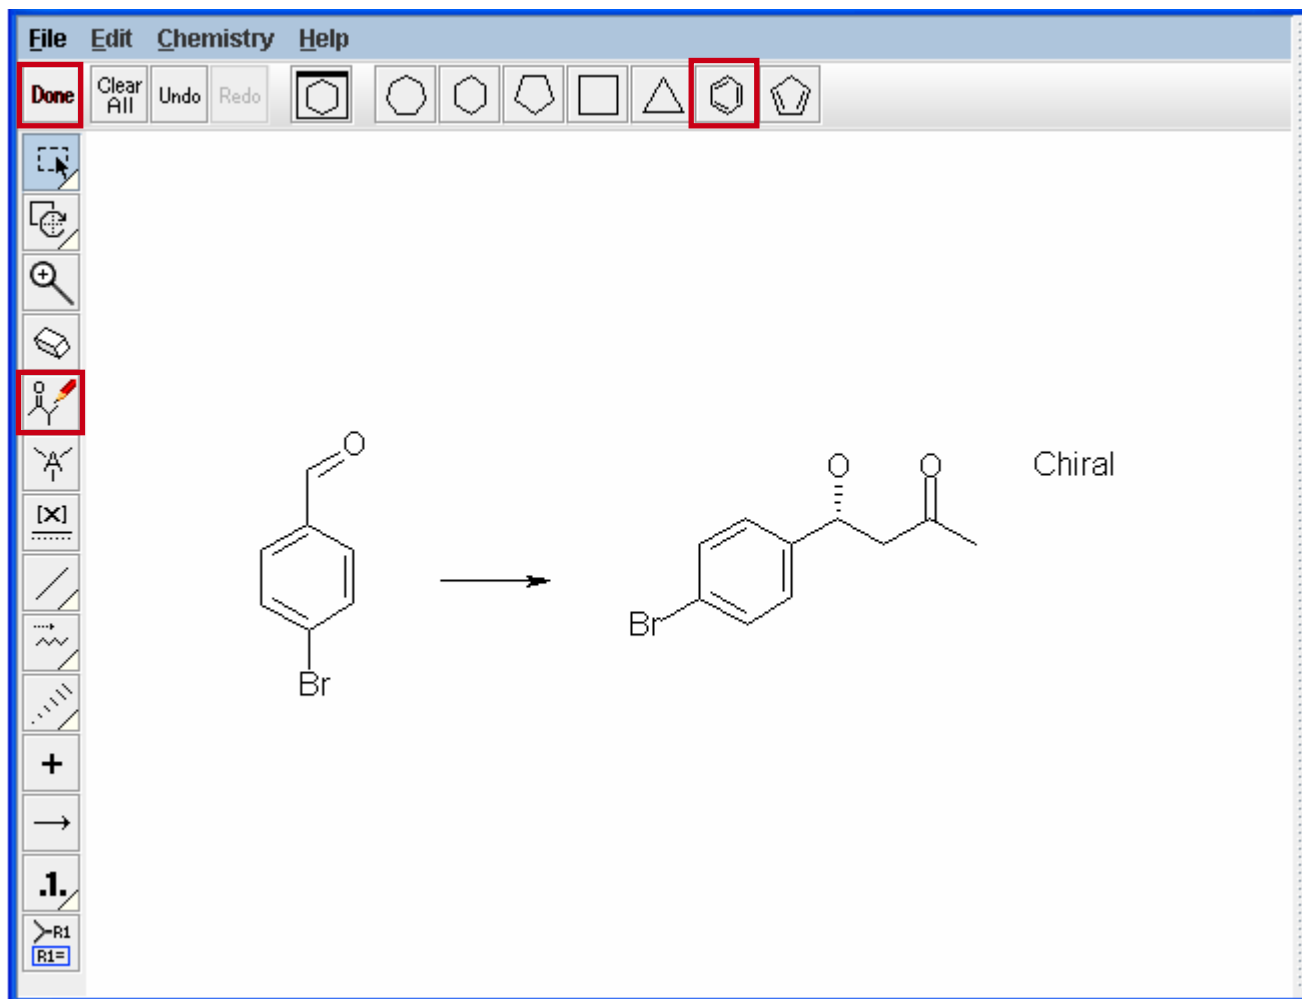 File Edit Chemistry Help
Done Clear All Undo Redo
O
A
[X]
+
.1.
R1
R1=
O
Br
O O Chiral
Br